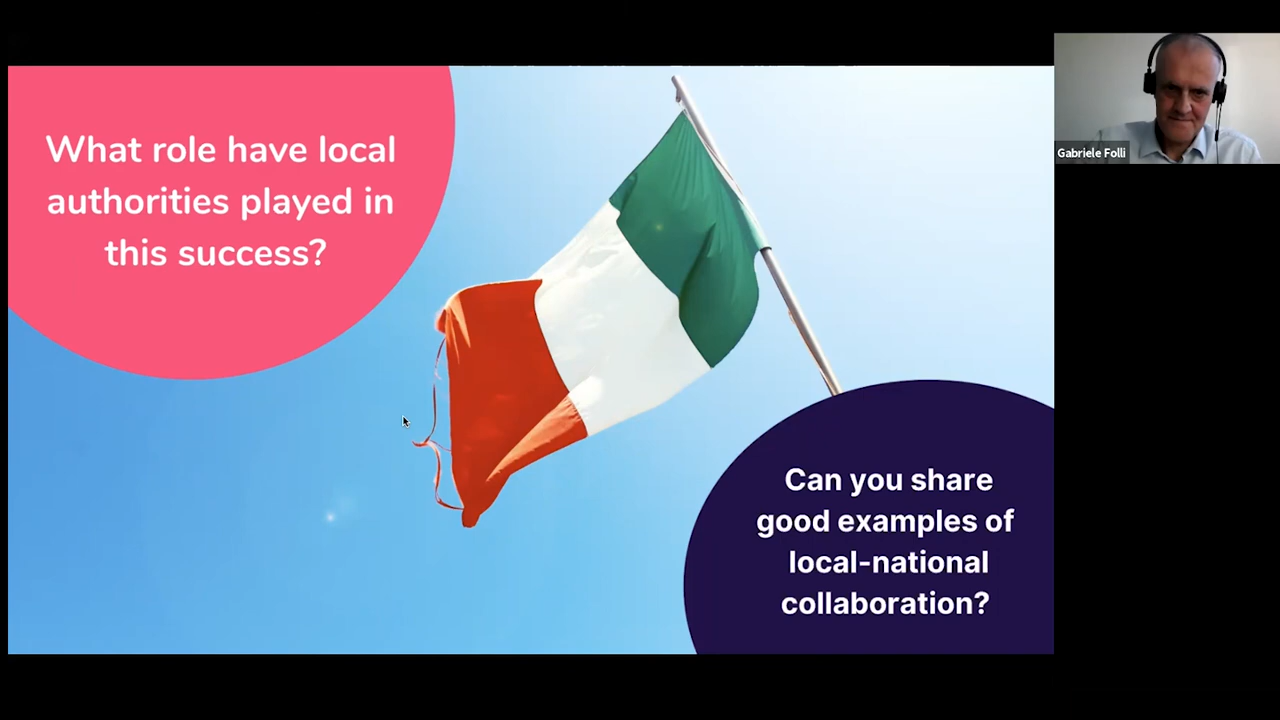 What role have local
authorities played in
this success?
Can you share
good examples of
local-national
collaboration?
Gabriele Folli